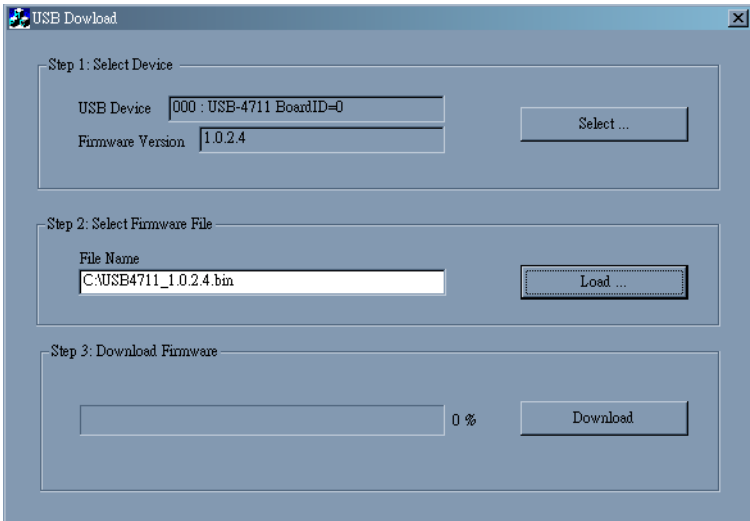 USB Dowload
Step 1: Select Device
USB Device 000 : USB-4711 BoardID=0
Select ...
Firmware Version 1.0.2.4
Step 2: Select Firmware File
File Name
C:\USB4711_1.0.2.4.bin
Load ...
Step 3: Download Firmware
0 %
Download